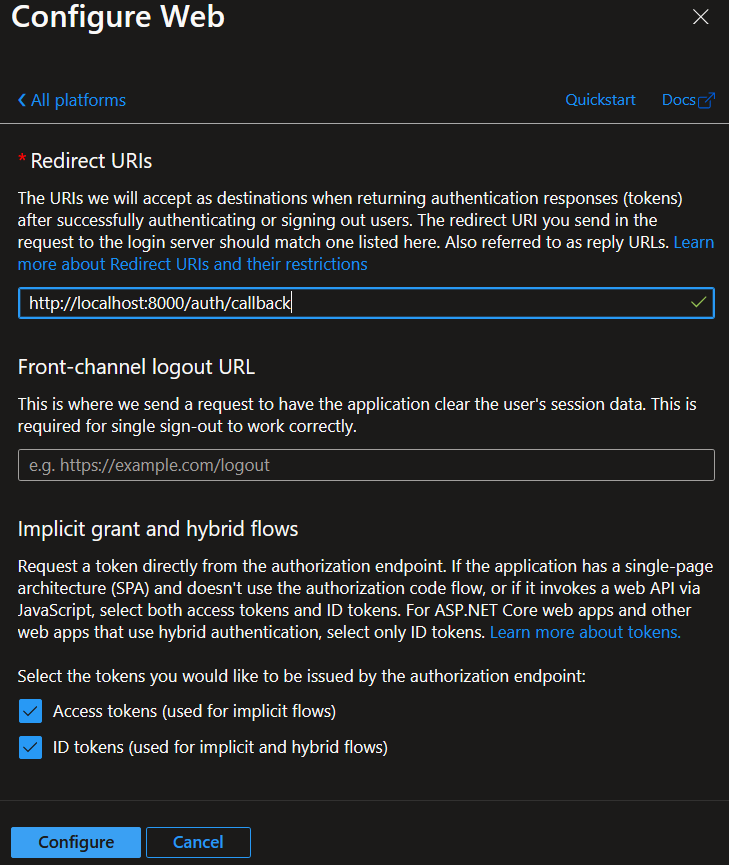 Configure Web
All platforms
Quickstart
Docs
* Redirect URIs
The URIs we will accept as destinations when returning authentication responses (tokens)
after successfully authenticating or signing out users. The redirect URI you send in the
request to the login server should match one listed here. Also referred to as reply URLs. Learn
more about Redirect URIs and their restrictions
http://localhost:8000/auth/callback
Front-channel logout URL
This is where we send a request to have the application clear the user's session data. This is
required for single sign-out to work correctly.
e.g. https://example.com/logout
Implicit grant and hybrid flows
Request a token directly from the authorization endpoint. If the application has a single-page
architecture (SPA) and doesn't use the authorization code flow, or if it invokes a web API via
JavaScript, select both access tokens and ID tokens. For ASP.NET Core web apps and other
web apps that use hybrid authentication, select only ID tokens. Learn more about tokens.
Select the tokens you would like to be issued by the authorization endpoint:
Access tokens (used for implicit flows)
ID tokens (used for implicit and hybrid flows)
Configure
Cancel